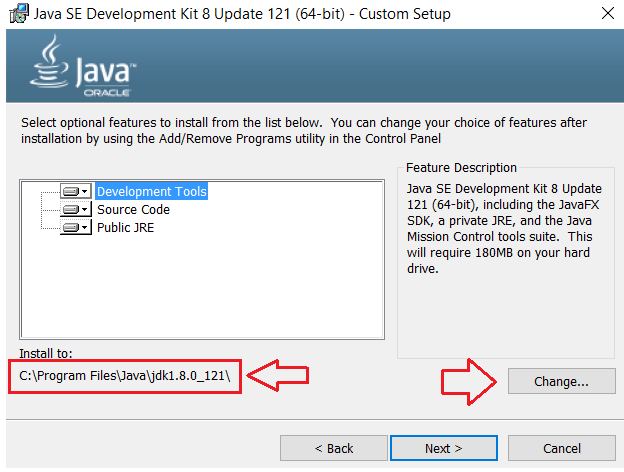 Java SE Development Kit 8 Update 121 (64-bit) - Custom Setup
Java™
ORACLE
Select optional features to install from the list below.  You can change your choice of features after
installation by using the Add/Remove Programs utility in the Control Panel
Development Tools
Source Code
Public JRE
Feature Description
Java SE Development Kit 8 Update
121 (64-bit), including the JavaFX
SDK, a private JRE, and the Java
Mission Control tools suite.  This
will require 180MB on your hard
drive.
Install to:
C:\Program Files\Java\jdk1.8.0_121\
Change...
< Back
Next >
Cancel